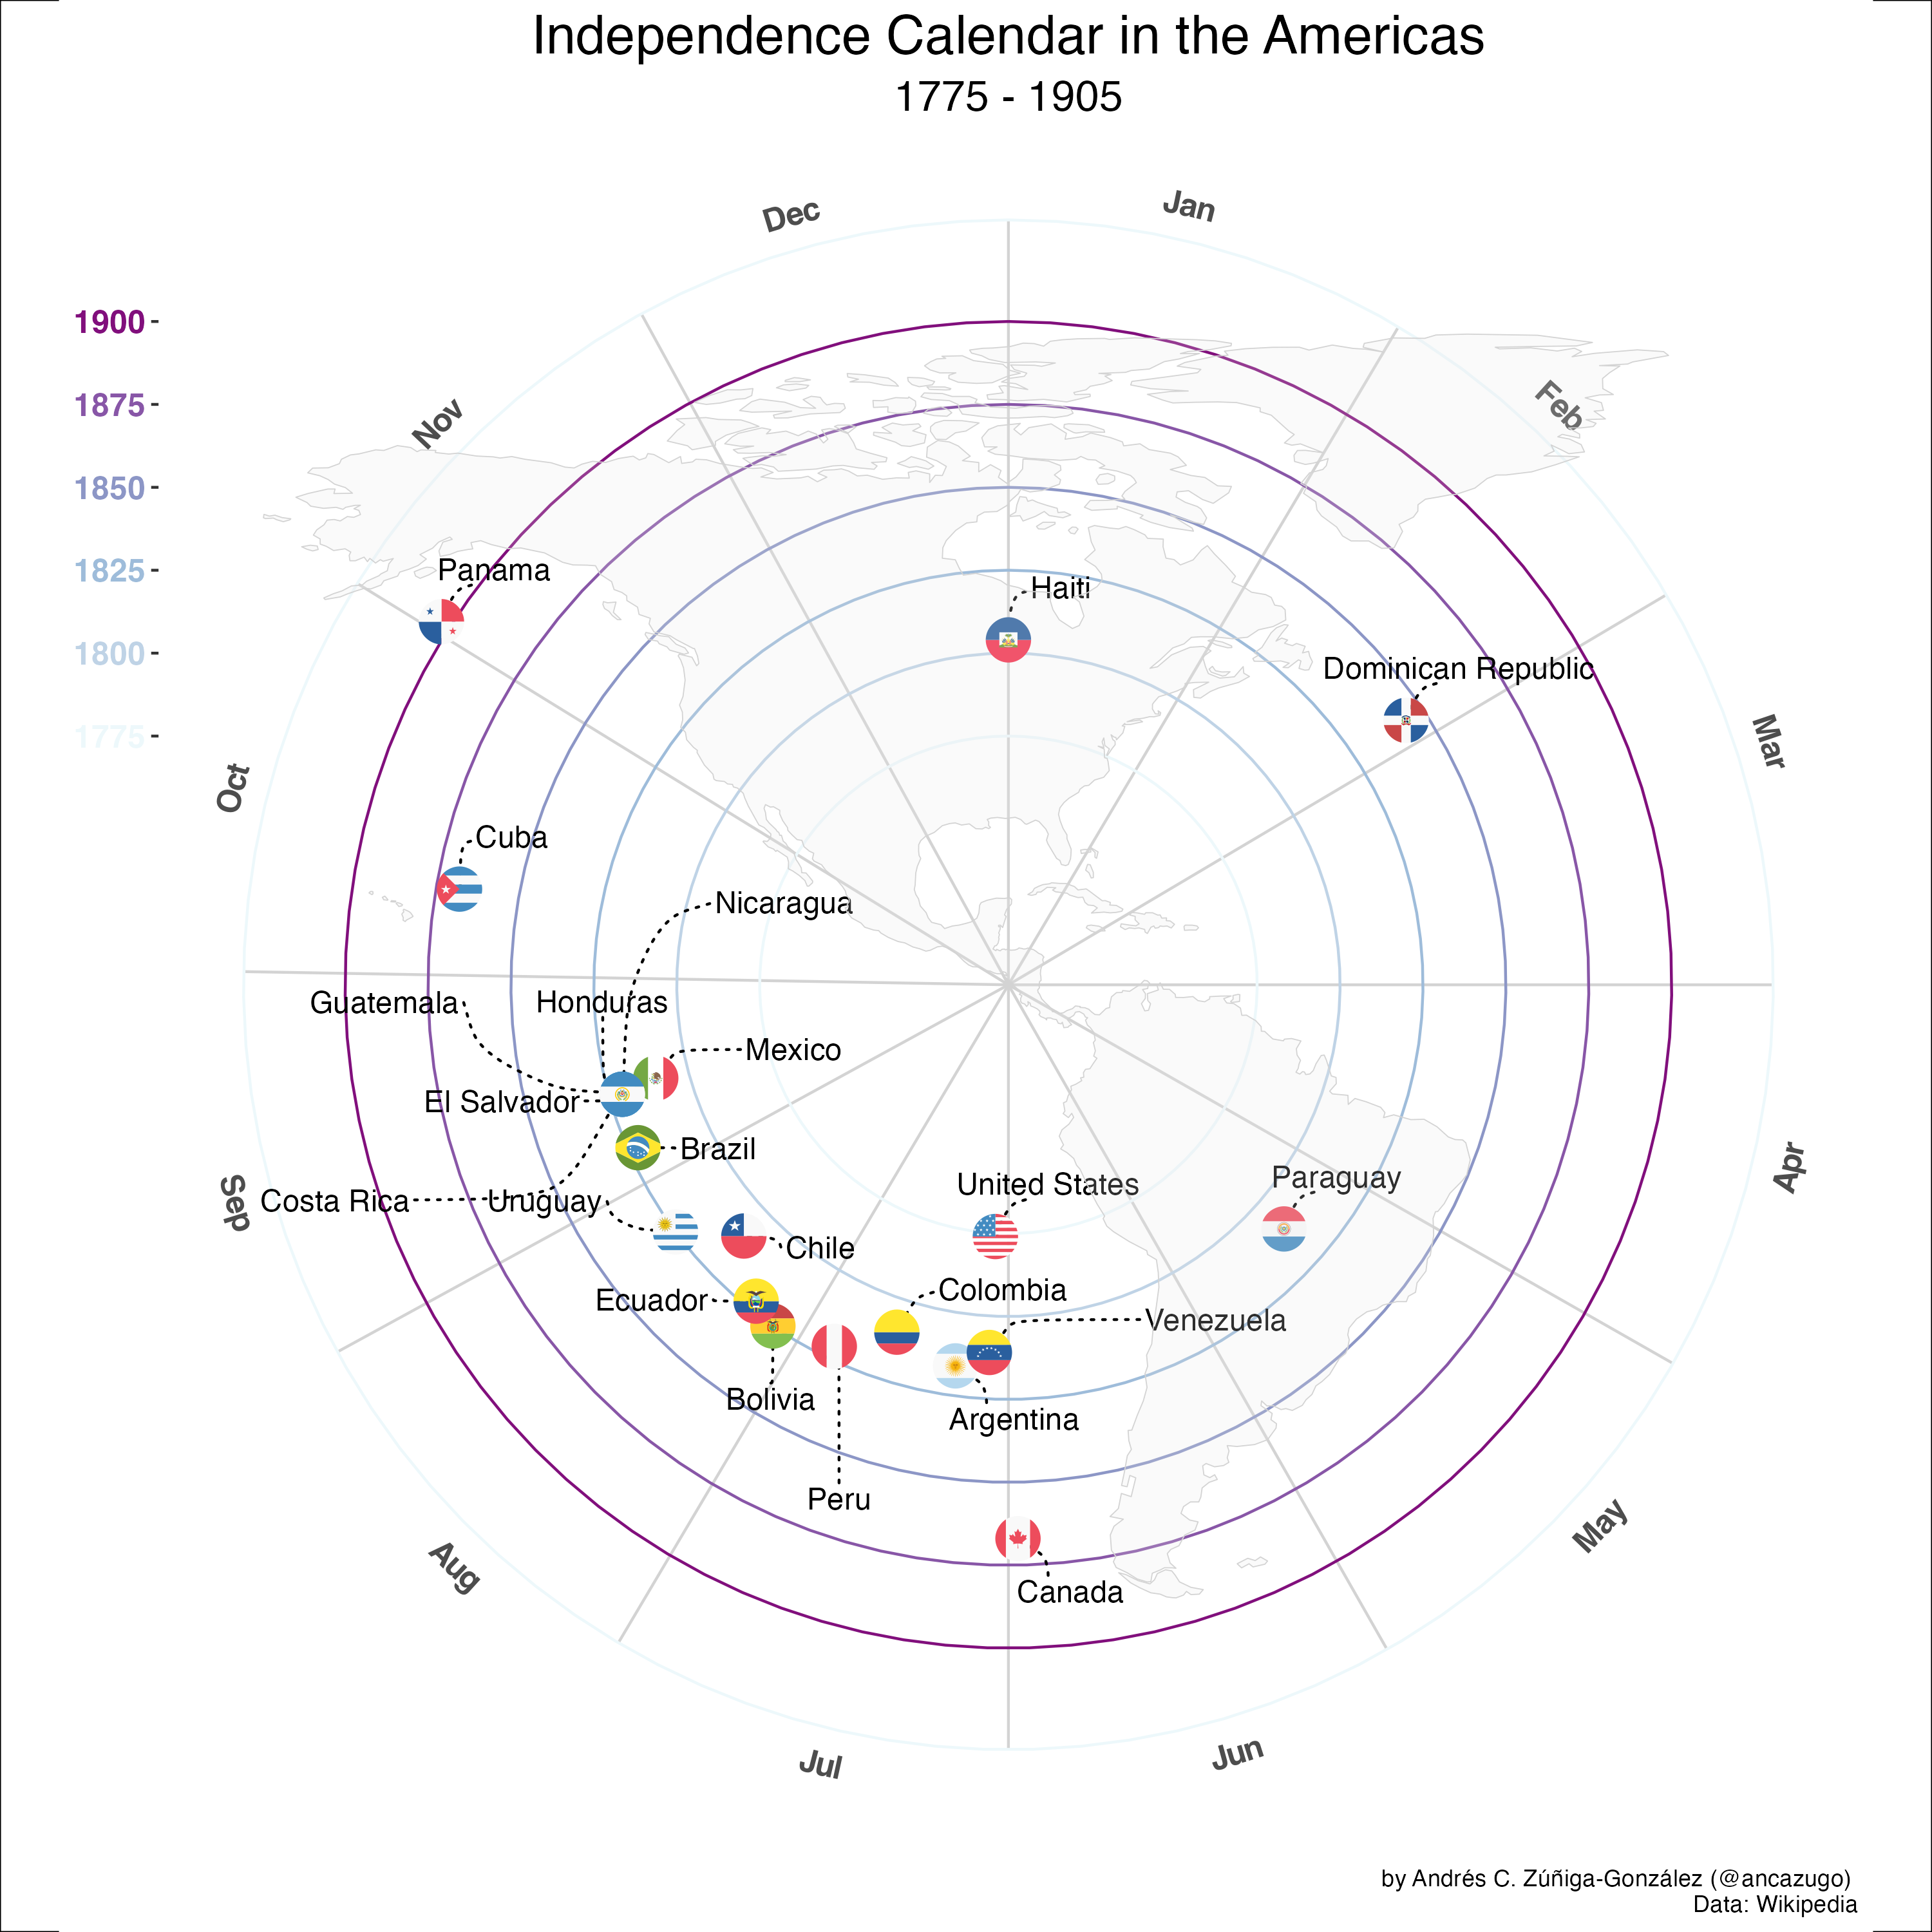 Independence Calendar in the Americas
1775 - 1905
Dec
Jan
Nov
Feb
1900
1875
1850
1825
1800
1775
Panama
Haiti
Dominican Republic
Mar
Oct
Cuba
Nicaragua
Guatemala
Honduras
Mexico
El Salvador
Brazil
Apr
Sep
United States
Paraguay
Costa Rica
Uruguay
Chile
Colombia
Ecuador
Venezuela
Bolivia
Argentina
Peru
May
Aug
Canada
Jun
Jul
by Andrés C. Zúñiga-González (@ancazugo)
Data: Wikipedia